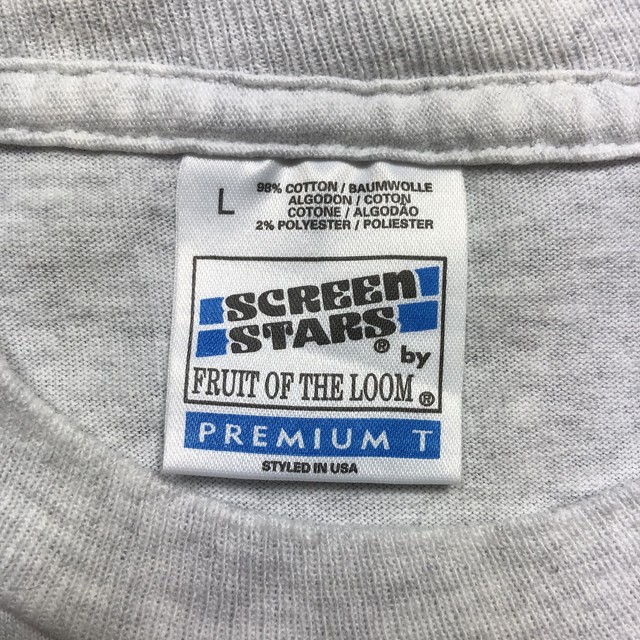 L
98% COTTON / BAUMWOLLE
ALGODON / COTON
COTONE / ALGODÃO
2% POLYESTER / POLIESTER
SCREEN
STARS® by
FRUIT OF THE LOOM®
PREMIUM T
STYLED IN USA